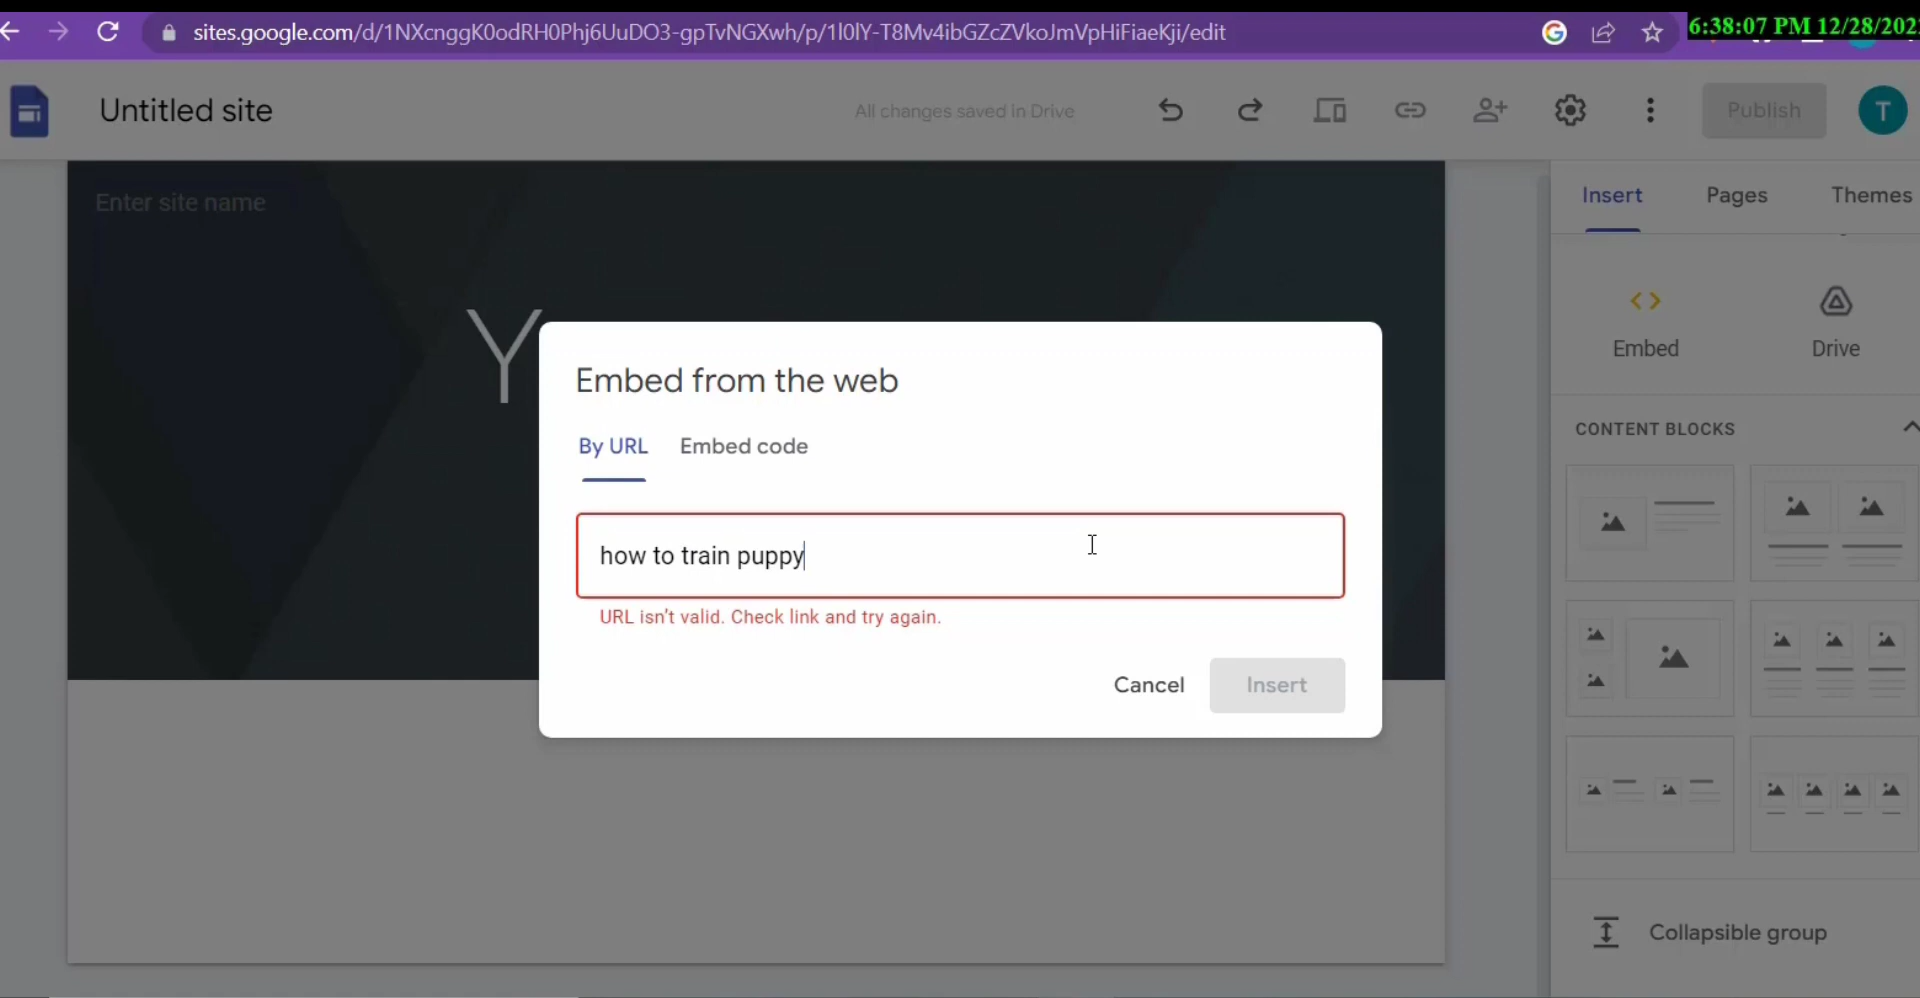 sites.google.com/d/1NXcnggK0odRH0Phj6UuDO3-gpTvNGXwh/p/1l0lY-T8Mv4ibGZcZVkoJmVpHiFiaeKji/edit
6:38:07 PM 12/28/202
Untitled site
All changes saved in Drive
Publish
T
Enter site name
Insert
Pages
Themes
Y
Embed
Drive
Embed from the web
By URL
Embed code
CONTENT BLOCKS
how to train puppy
URL isn't valid. Check link and try again.
Cancel
Insert
Collapsible group